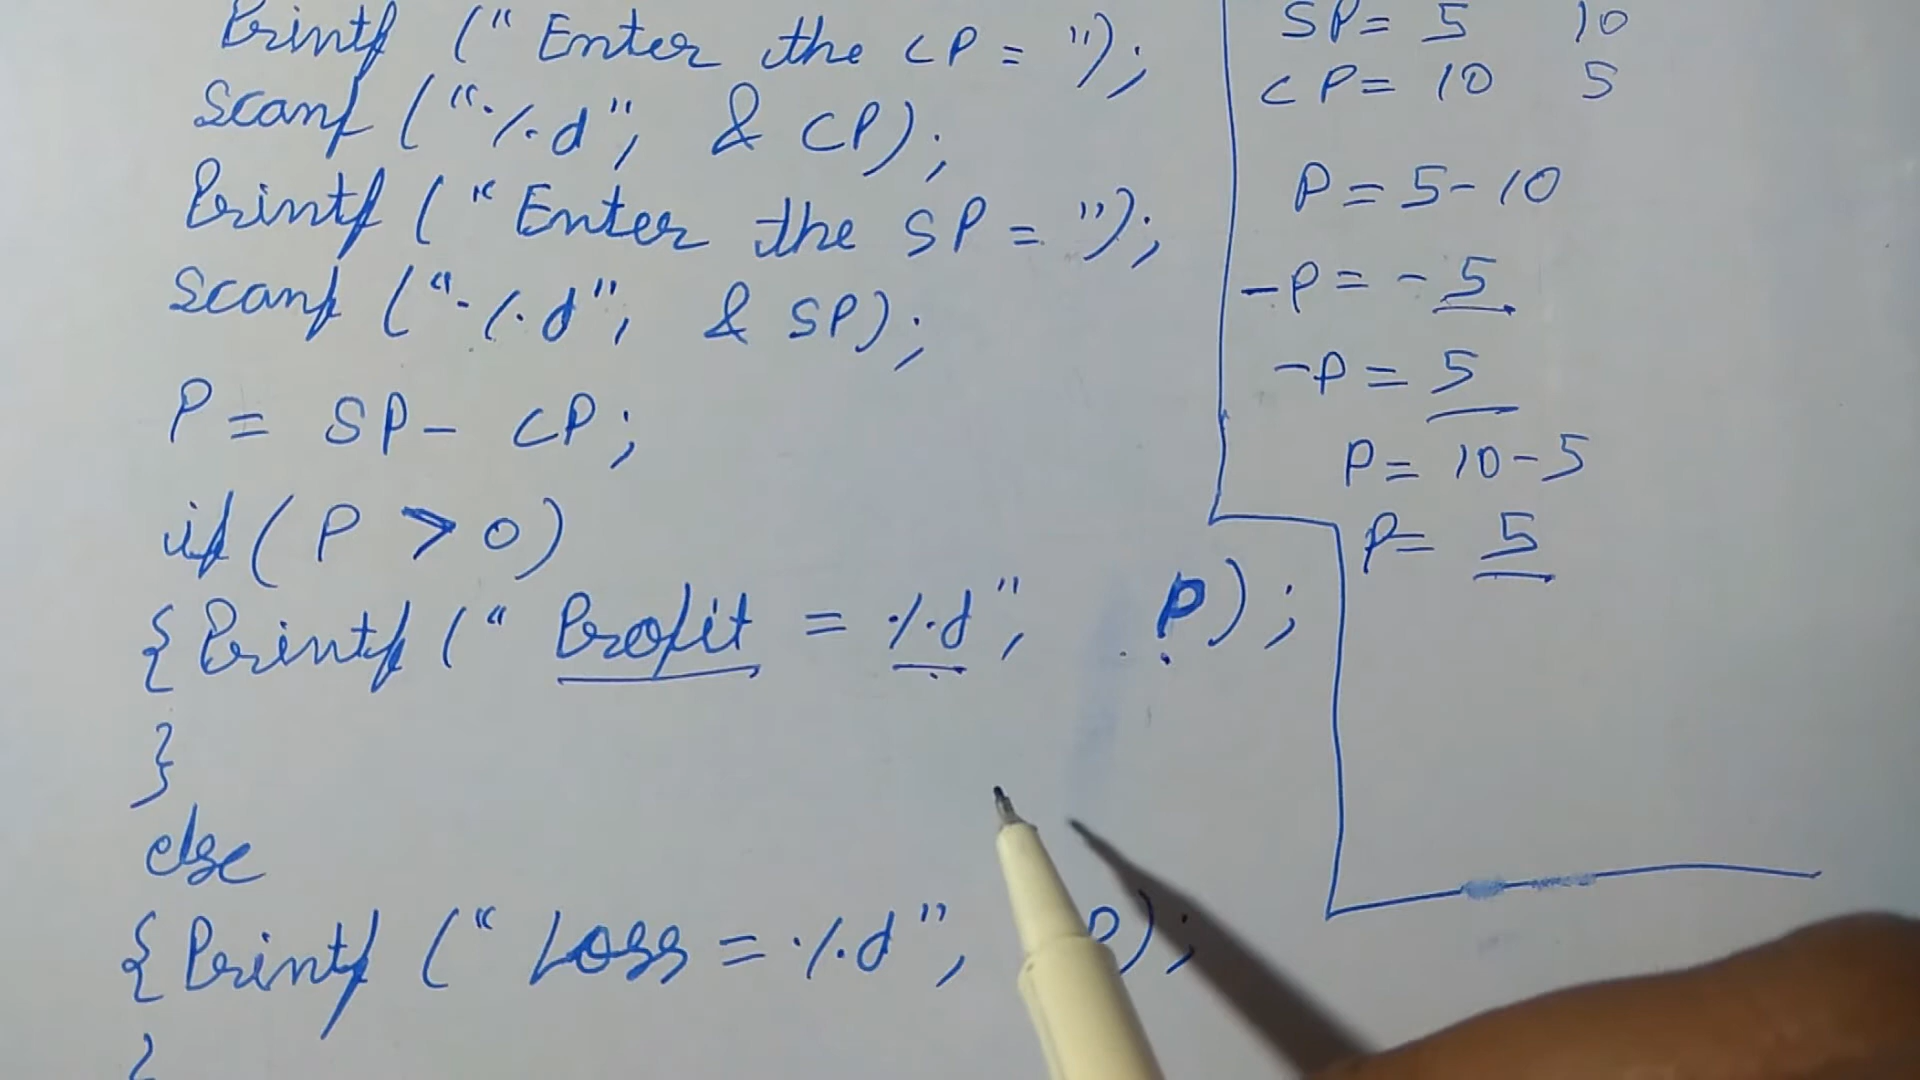 Printf ("Enter the CP = ");
Scanf ("%d", & CP);
Printf ("Enter the SP = ");
Scanf ("%d", & SP);
P = SP - CP;
if ( P > 0)
{ Printf (" Profit = %d", P);
}
else
{ Printf (" Loss = %d", P);
}
SP = 5 10
CP = 10 5
P = 5 - 10
-P = - 5
-P = 5
P = 10 - 5
P = 5